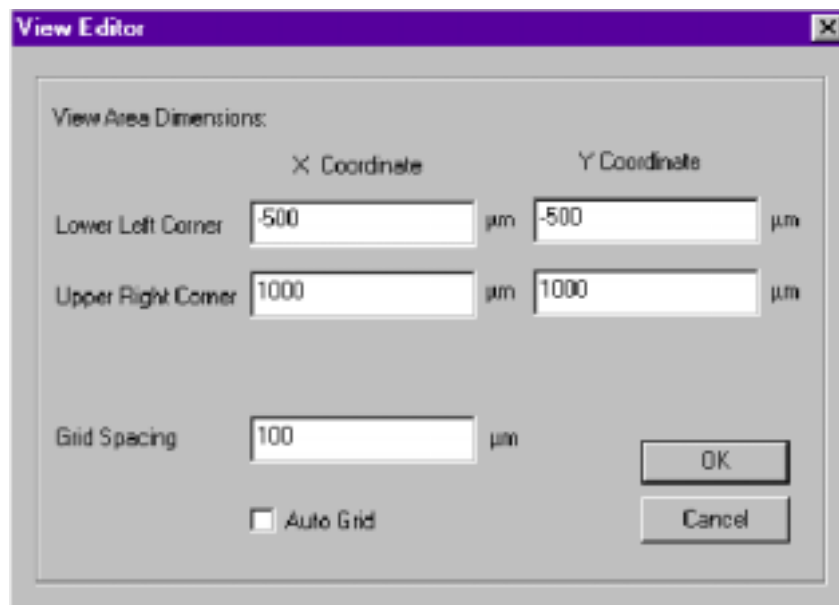 View Editor
View Area Dimensions:
X Coordinate Y Coordinate
Lower Left Corner -500 µm -500 µm
Upper Right Corner 1000 µm 1000 µm
Grid Spacing 100 µm
OK
Auto Grid
Cancel